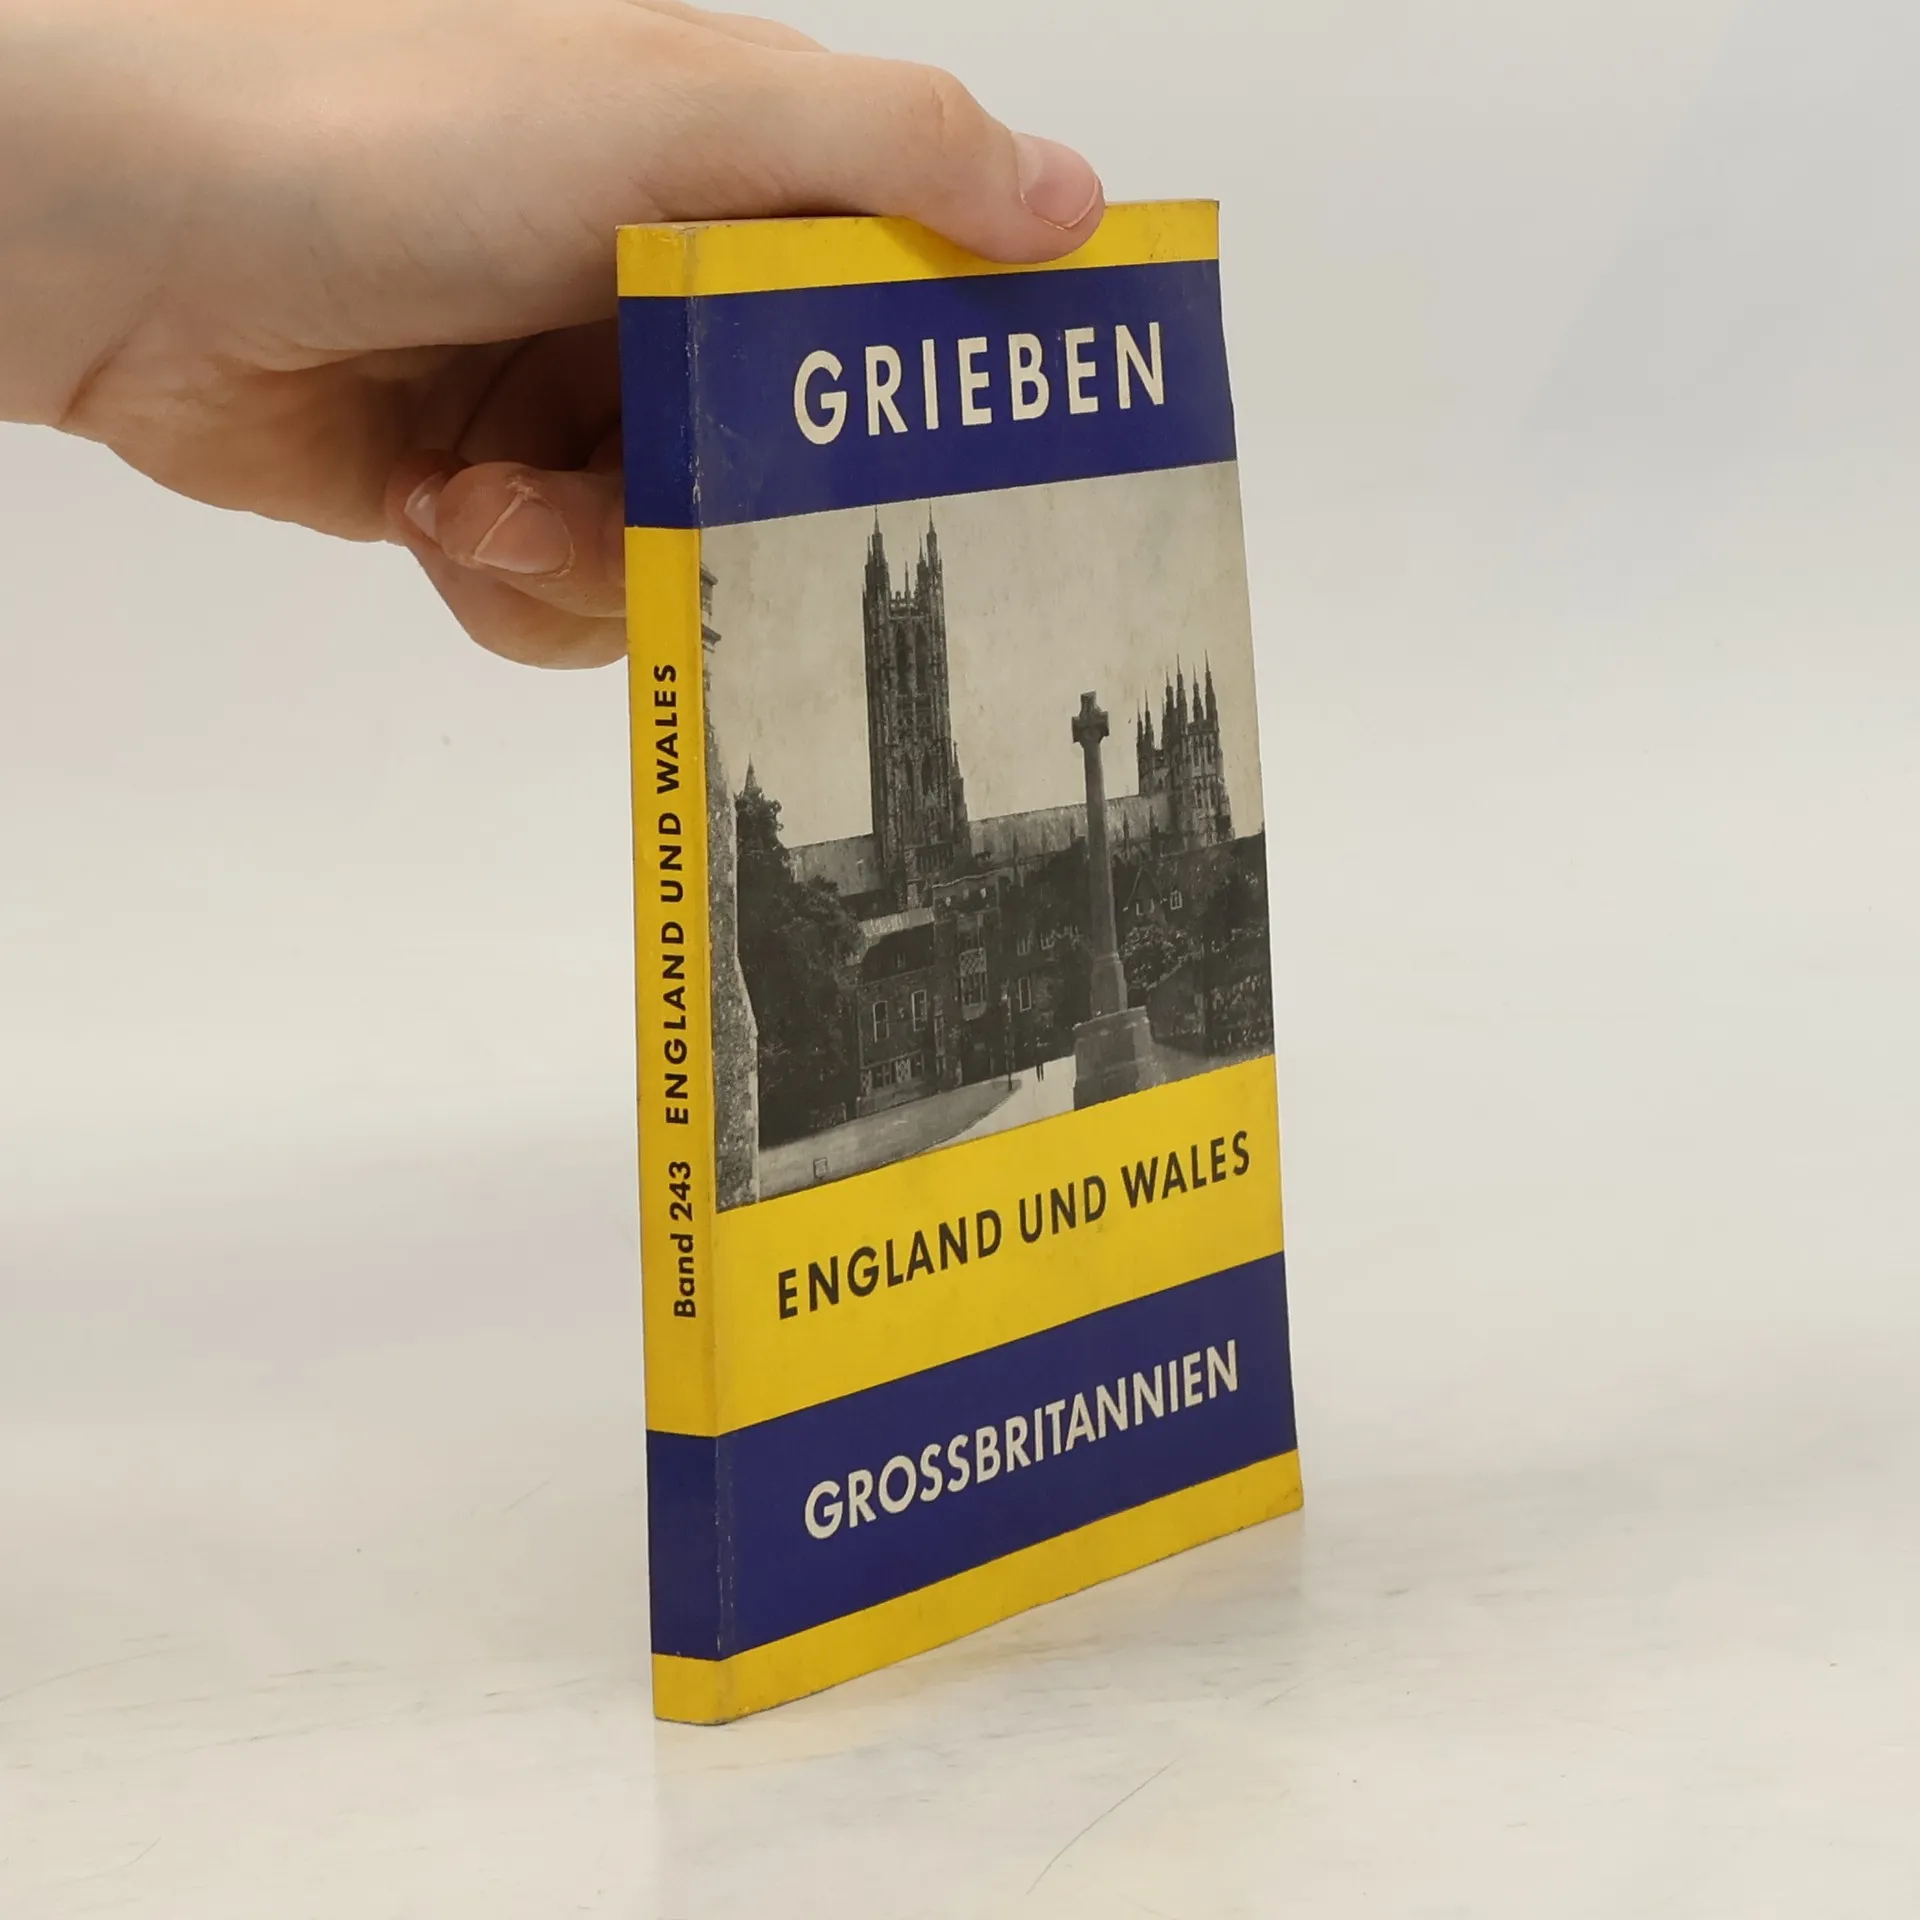 GRIEBEN
ENGLAND UND WALES
GROSSBRITANNIEN
Band 243 ENGLAND UND WALES